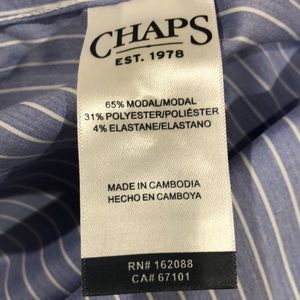 CHAPS
EST. 1978
65% MODAL/MODAL
31% POLYESTER/POLIÉSTER
4% ELASTANE/ELASTANO
MADE IN CAMBODIA
HECHO EN CAMBOYA
RN# 162088
CA# 67101